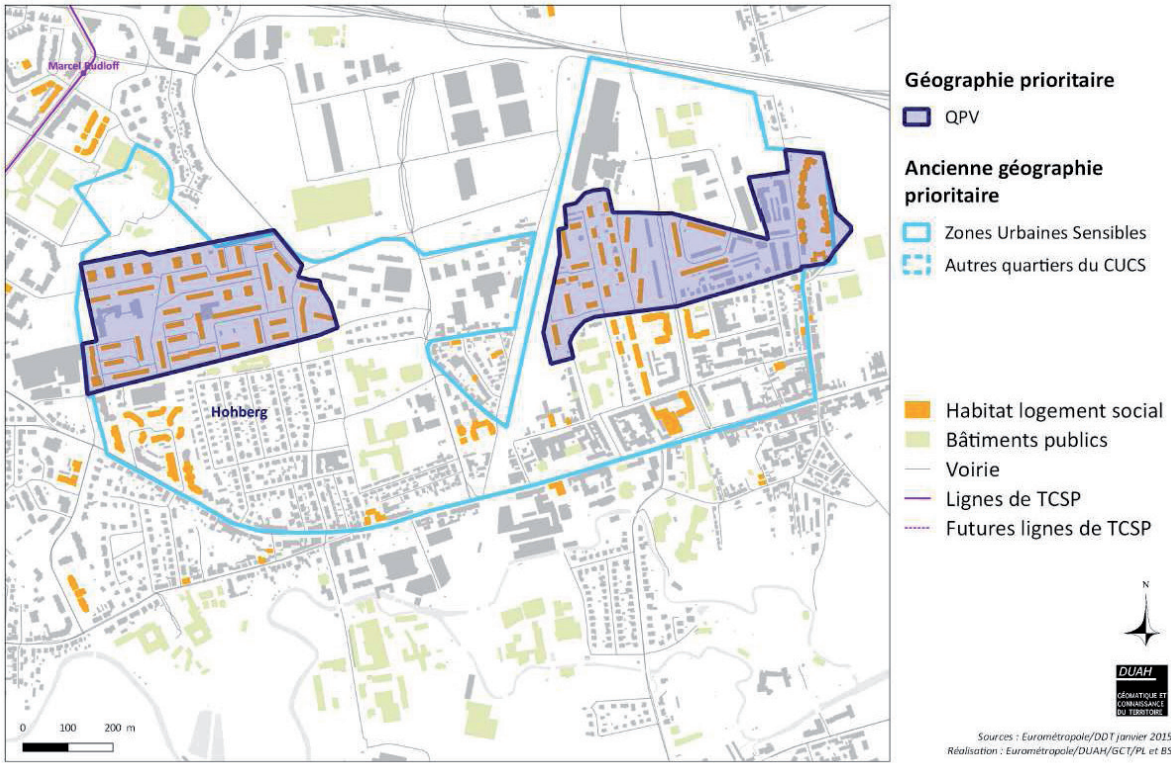 Marcel Rudloff
Hohberg
0 100 200 m
Géographie prioritaire
QPV
Ancienne géographie
prioritaire
Zones Urbaines Sensibles
Autres quartiers du CUCS
Habitat logement social
Bâtiments publics
Voirie
Lignes de TCSP
Futures lignes de TCSP
N
DUAH
GÉOMATIQUE ET
CONNAISSANCE
DU TERRITOIRE
Sources : Eurométropole/DDT janvier 2015
Réalisation : Eurométropole/DUAH/GCT/PL et BS